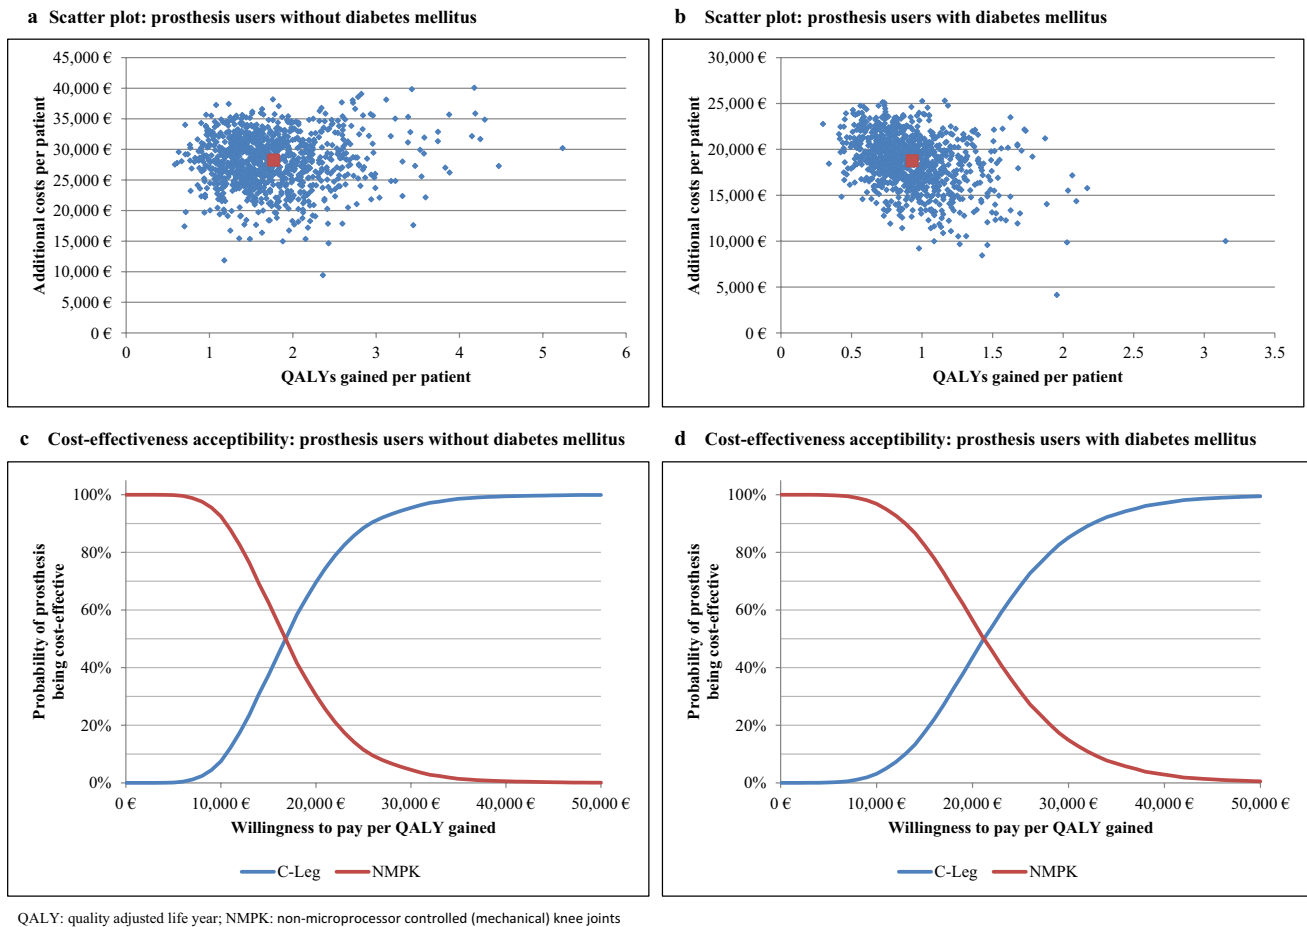 a Scatter plot: prosthesis users without diabetes mellitus
45,000 €
40,000 €
35,000 €
30,000 €
25,000 €
20,000 €
15,000 €
10,000 €
5,000 €
0 €
Additional costs per patient
0 1 2 3 4 5 6
QALYs gained per patient
b Scatter plot: prosthesis users with diabetes mellitus
30,000 €
25,000 €
20,000 €
15,000 €
10,000 €
5,000 €
0 €
Additional costs per patient
0 0.5 1 1.5 2 2.5 3 3.5
QALYs gained per patient
c Cost-effectiveness acceptibility: prosthesis users without diabetes mellitus
100%
80%
60%
40%
20%
0%
Probability of prosthesis
being cost-effective
0 € 10,000 € 20,000 € 30,000 € 40,000 € 50,000 €
Willingness to pay per QALY gained
C-Leg NMPK
d Cost-effectiveness acceptibility: prosthesis users with diabetes mellitus
100%
80%
60%
40%
20%
0%
Probability of prosthesis
being cost-effective
0 € 10,000 € 20,000 € 30,000 € 40,000 € 50,000 €
Willingness to pay per QALY gained
C-Leg NMPK
QALY: quality adjusted life year; NMPK: non-microprocessor controlled (mechanical) knee joints